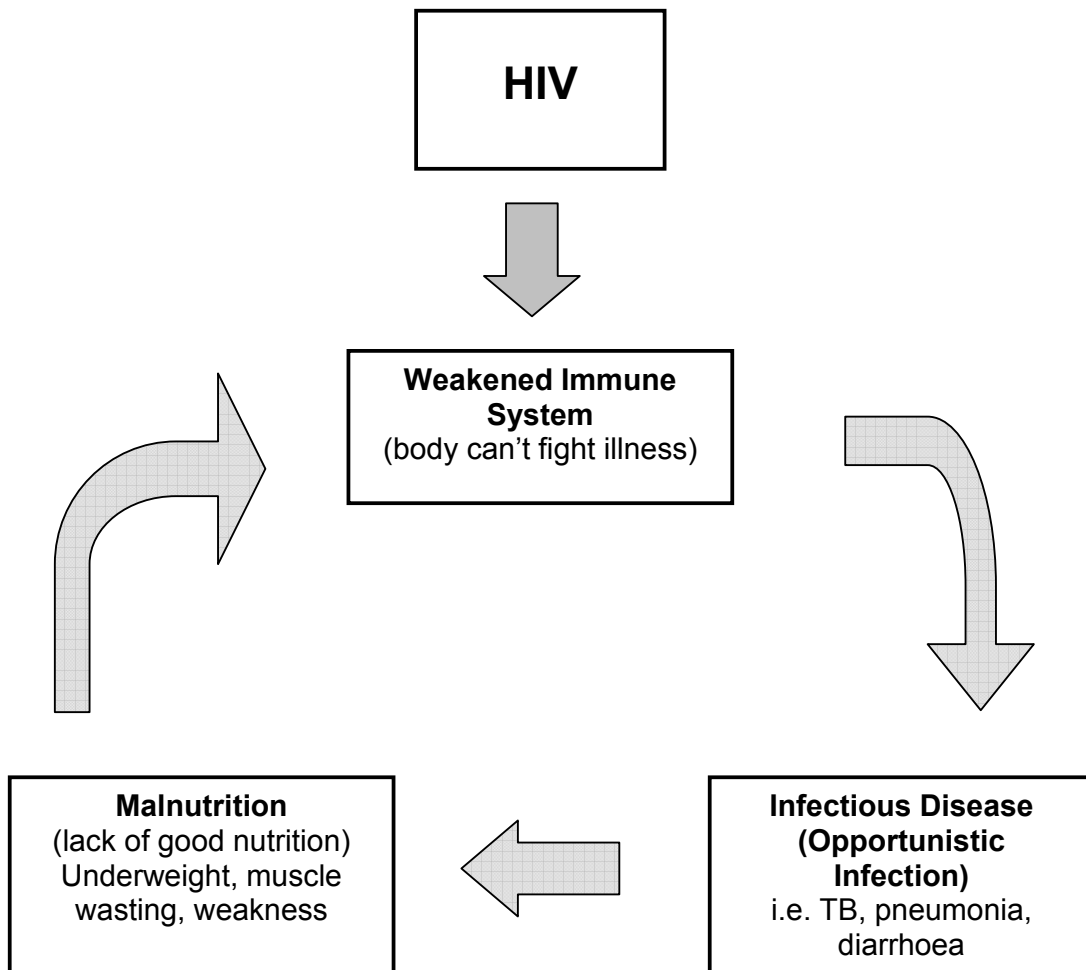 HIV
Weakened Immune
System
(body can’t fight illness)
Malnutrition
(lack of good nutrition)
Underweight, muscle
wasting, weakness
Infectious Disease
(Opportunistic
Infection)
i.e. TB, pneumonia,
diarrhoea